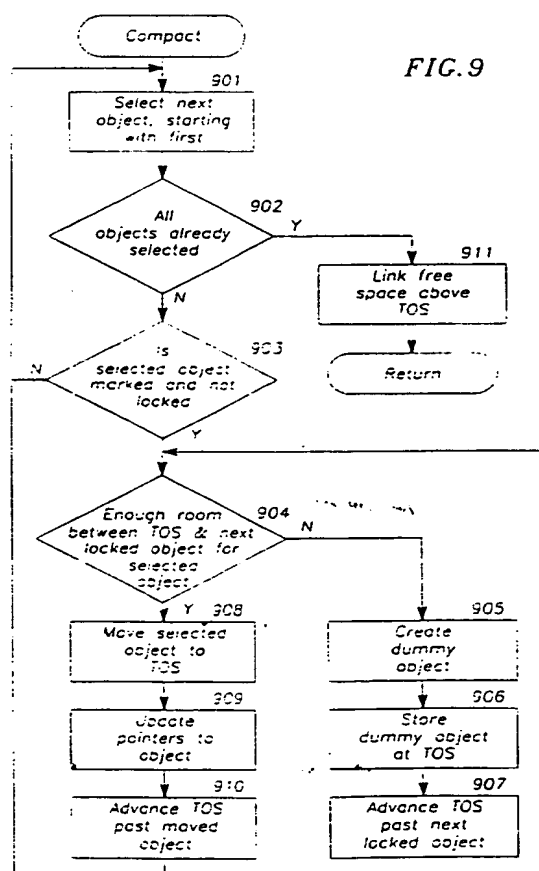 Compact
FIG. 9
901
Select next
object, starting
with first
902
All
objects already
selected
Y
N
911
Link free
space above
TOS
Return
903
Is
selected object
marked and not
locked
N
Y
904
Enough room
between TOS & next
locked object for
selected
object
N
Y
908
Move selected
object to
TOS
909
Update
pointers to
object
910
Advance TOS
past moved
object
905
Create
dummy
object
906
Store
dummy object
at TOS
907
Advance TOS
past next
locked object